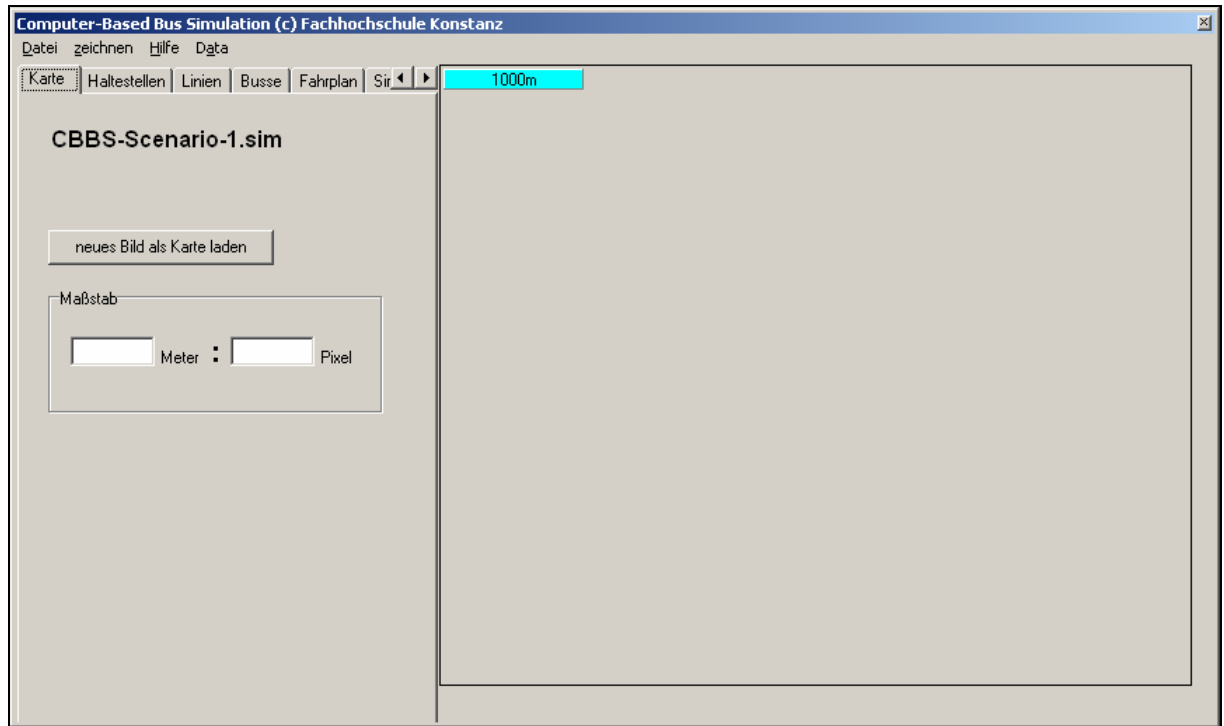 Computer-Based Bus Simulation (c) Fachhochschule Konstanz
Datei zeichnen Hilfe Data
Karte Haltestellen Linien Busse Fahrplan Sir
1000m
CBBS-Scenario-1.sim
neues Bild als Karte laden
Maßstab
Meter : Pixel